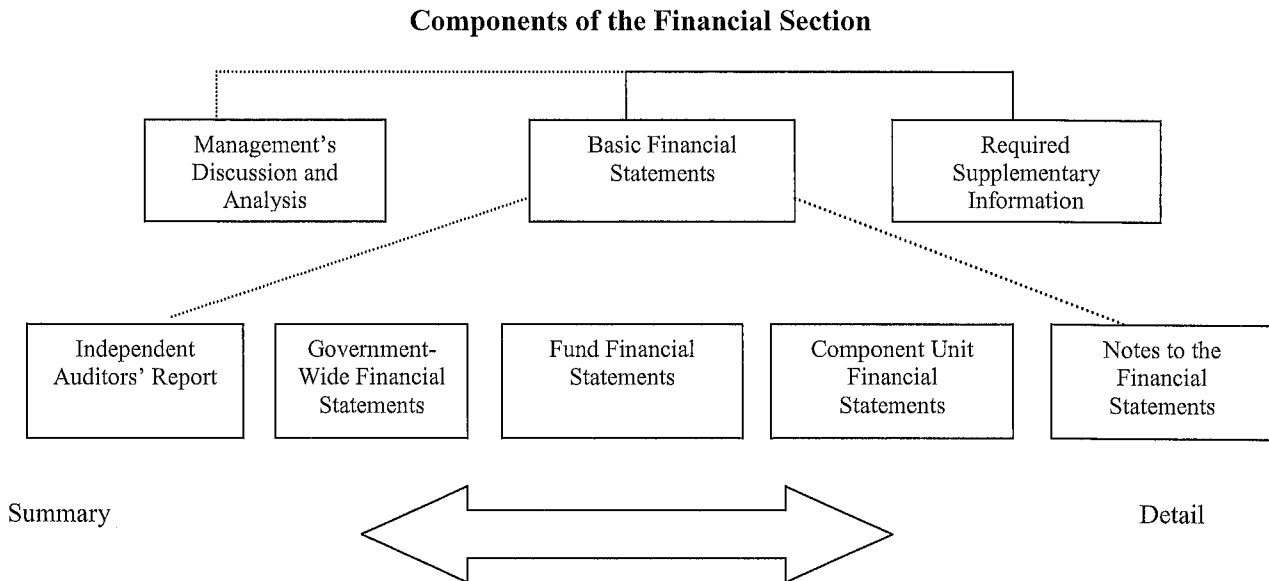 Components of the Financial Section
Management's
Discussion and
Analysis
Basic Financial
Statements
Required
Supplementary
Information
Independent
Auditors' Report
Government-
Wide Financial
Statements
Fund Financial
Statements
Component Unit
Financial
Statements
Notes to the
Financial
Statements
Summary
Detail